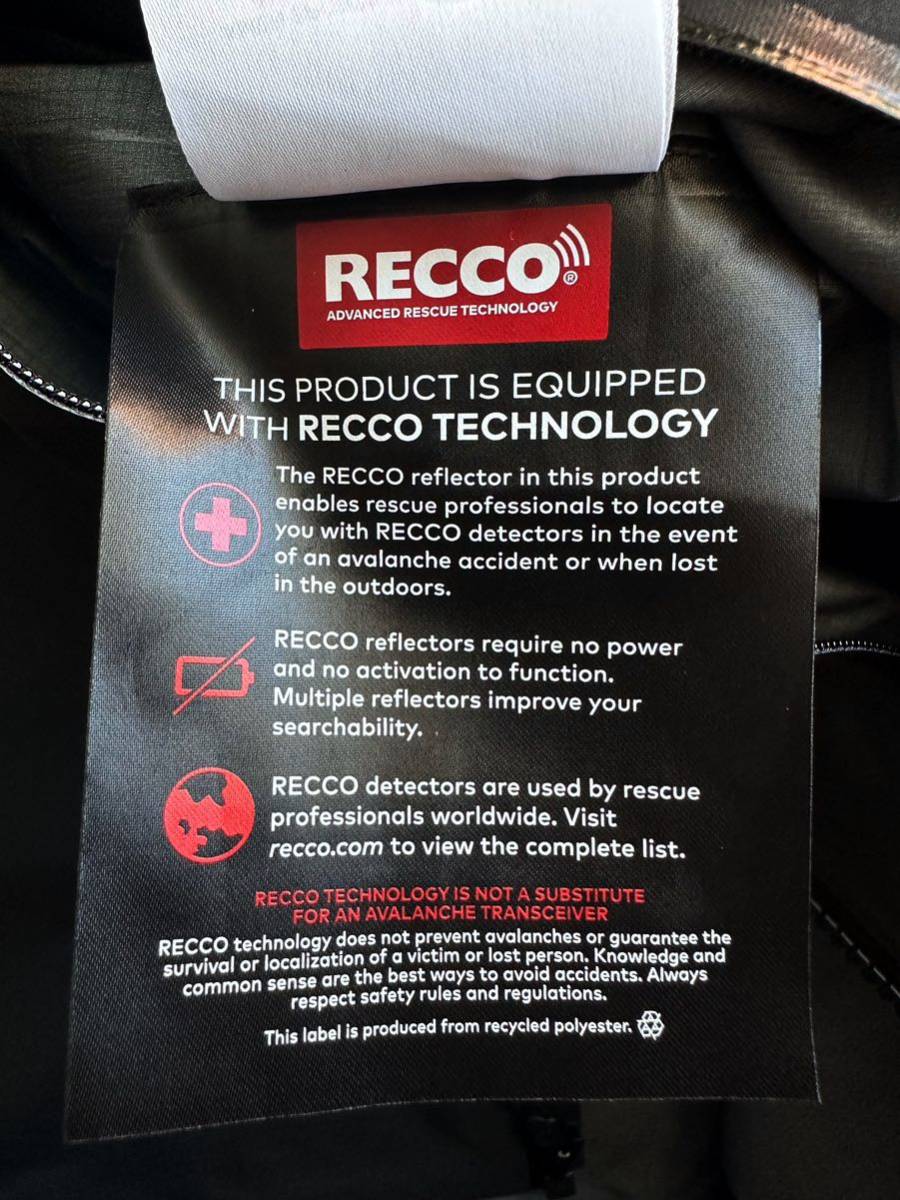 RECCO®
ADVANCED RESCUE TECHNOLOGY
THIS PRODUCT IS EQUIPPED
WITH RECCO TECHNOLOGY
The RECCO reflector in this product
enables rescue professionals to locate
you with RECCO detectors in the event
of an avalanche accident or when lost
in the outdoors.
RECCO reflectors require no power
and no activation to function.
Multiple reflectors improve your
searchability.
RECCO detectors are used by rescue
professionals worldwide. Visit
recco.com to view the complete list.
RECCO TECHNOLOGY IS NOT A SUBSTITUTE
FOR AN AVALANCHE TRANSCEIVER
RECCO technology does not prevent avalanches or guarantee the
survival or localization of a victim or lost person. Knowledge and
common sense are the best ways to avoid accidents. Always
respect safety rules and regulations.
This label is produced from recycled polyester.